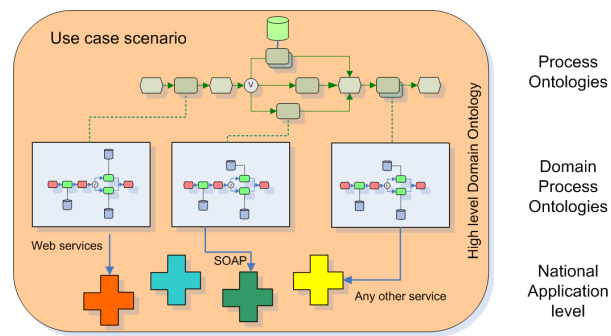 Use case scenario
V
Process
Ontologies
High level Domain Ontology
Domain
Process
Ontologies
Web services
SOAP
Any other service
National
Application
level